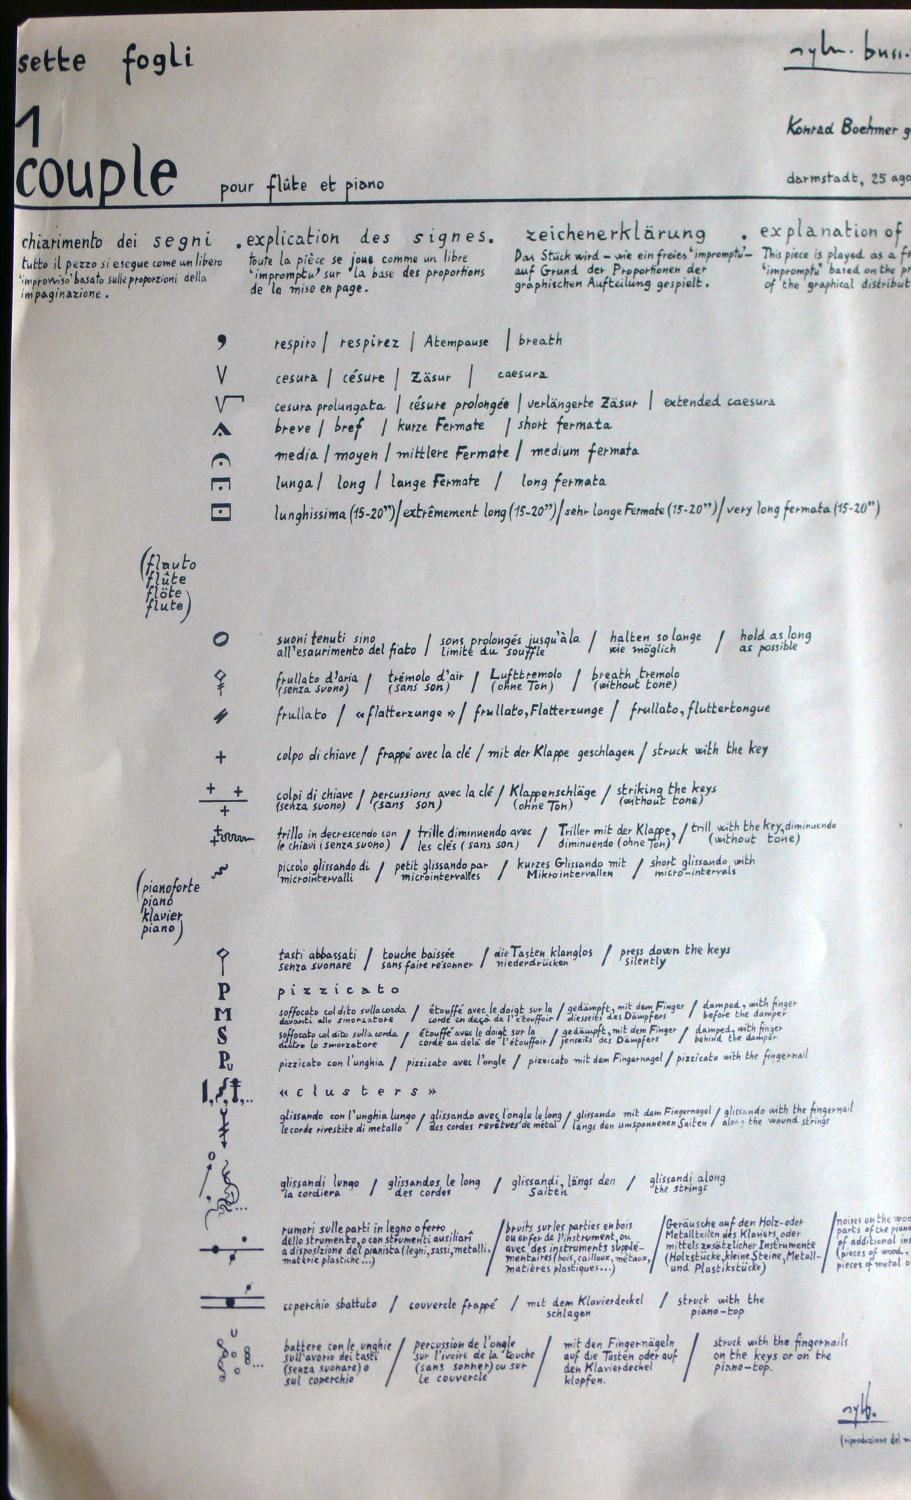 sette fogli
sylv. buss
1
couple pour flûte et piano
Konrad Boehmer
darmstadt, 25
chiarimento dei segni . explication des signes. zeichenerklärung . explanation of
tutto il pezzo si esegue come un libero
'improvviso' basato sulle proporzioni della
impaginazione.
toute la pièce se joue comme un libre
'impromptu' sur la base des proportions
de la mise en page.
Das Stück wird – wie ein freies 'impromptu' –
auf Grund der Proportionen der
graphischen Aufteilung gespielt.
This piece is played as a
'impromptu' based on the
of the graphical
respiro / respirez / Atempause / breath
cesura / césure / Zäsur / caesura
cesura prolungata / césure prolongée / verlängerte Zäsur / extended caesura
breve / bref / kurze Fermate / short fermata
media / moyen / mittlere Fermate / medium fermata
lunga / long / lange Fermate / long fermata
lunghissima (15-20") / extrêmement long (15-20") / sehr lange Fermate (15-20") / very long fermata (15-20")
(flauto
flûte
flöte
flute)
suoni tenuti sino
all'esaurimento del fiato / sons prolongés jusqu'à la
limite du souffle / halten so lange
wie möglich / hold as long
as possible
frullato d'aria
(senza suono) / trémolo d'air
(sans son) / Lufttremolo
(ohne Ton) / breath tremolo
(without tone)
frullato / «flatterzunge» / frullato, Flatterzunge / frullato, fluttertongue
+ colpo di chiave / frappé avec la clé / mit der Klappe geschlagen / struck with the key
+ +
+
colpi di chiave
(senza suono) / percussions avec la clé
(sans son) / Klappenschläge
(ohne Ton) / striking the keys
(without tone)
trillo in decrescendo con
le chiavi (senza suono) / trille diminuendo avec
les clés (sans son) / Triller mit der Klappe,
diminuendo (ohne Ton) / trill with the key, diminuendo
(without tone)
piccolo glissando di
microintervalli / petit glissando par
microintervalles / kurzes Glissando mit
Mikrointervallen / short glissando with
micro-intervals
(pianoforte
piano
klavier
piano)
tasti abbassati
senza suonare / touche baissée
sans faire résonner / die Tasten klanglos
niederdrücken / press down the keys
silently
P pizzicato
M soffocato col dito sulla corda
davanti allo smorzatore / étouffé avec le doigt sur la
corde en deçà de l'étouffoir / gedämpft, mit dem Finger
diesseits des Dämpfers / damped, with finger
before the damper
S soffocato col dito sulla corda
dietro lo smorzatore / étouffé avec le doigt sur la
corde au delà de l'étouffoir / gedämpft, mit dem Finger
jenseits des Dämpfers / damped, with finger
behind the damper
Pu pizzicato con l'unghia / pizzicato avec l'ongle / pizzicato mit dem Fingernagel / pizzicato with the fingernail
«clusters»
glissando con l'unghia lungo
le corde rivestite di metallo / glissando avec l'ongle le long
des cordes revêtues de métal / glissando mit dem Fingernagel
längs den umsponnenen Saiten / glissando with the fingernail
along the wound strings
glissandi lungo
la cordiera / glissandos le long
des cordes / glissandi längs den
Saiten / glissandi along
the strings
rumori sulle parti in legno o ferro
dello strumento, o con strumenti ausiliari
a disposizione del pianista (legni, sassi, metalli,
materie plastiche...)
bruits sur les parties en bois
ou en fer de l'instrument, ou
avec des instruments supplé-
mentaires (bois, cailloux, métaux,
matières plastiques...)
Geräusche auf den Holz- oder
Metallteilen des Klaviers, oder
mittels zusätzlicher Instrumente
(Holzstücke, kleine Steine, Metall-
und Plastikstücke)
noises on the
parts of the
of additional
(pieces of wood,
pieces of metal
coperchio sbattuto / couvercle frappé / mit dem Klavierdeckel
schlagen / struck with the
piano-top
battere con le unghie
sull'avorio dei tasti
(senza suonare) o
sul coperchio
percussion de l'ongle
sur l'ivoire de la touche
(sans sonner) ou sur
le couvercle
mit den Fingernägeln
auf die Tasten oder auf
den Klavierdeckel
klopfen.
struck with the fingernails
on the keys or on the
piano-top.
(riproduzione del